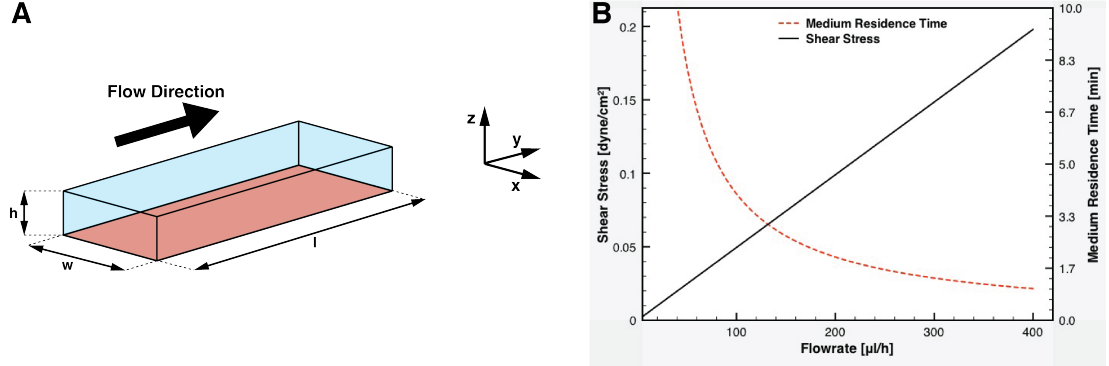 A
Flow Direction
z
y
x
h
w
l
B
Medium Residence Time
Shear Stress
Shear Stress [dyne/cm²]
0.2
0.15
0.1
0.05
0
10.0
8.3
6.7
5.0
3.3
1.7
0.0
Medium Residence Time [min]
100
200
300
400
Flowrate [µl/h]